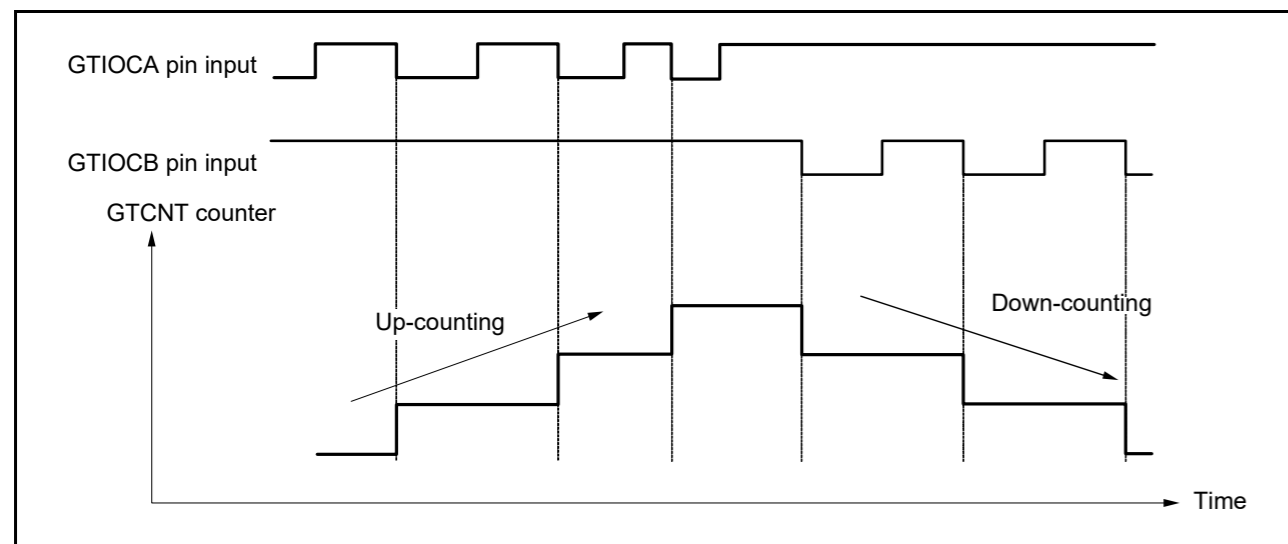 GTIOCA pin input
GTIOCB pin input
GTCNT counter
Up-counting
Down-counting
Time